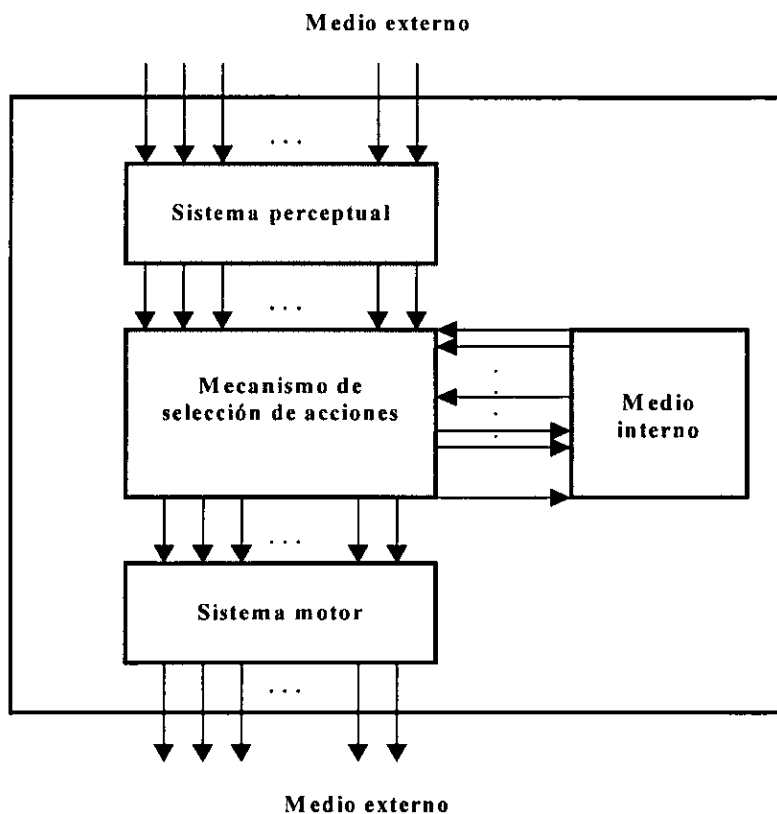 Medio externo
. . .
Sistema perceptual
. . .
Mecanismo de
selección de acciones
Medio
interno
. . .
Sistema motor
. . .
Medio externo